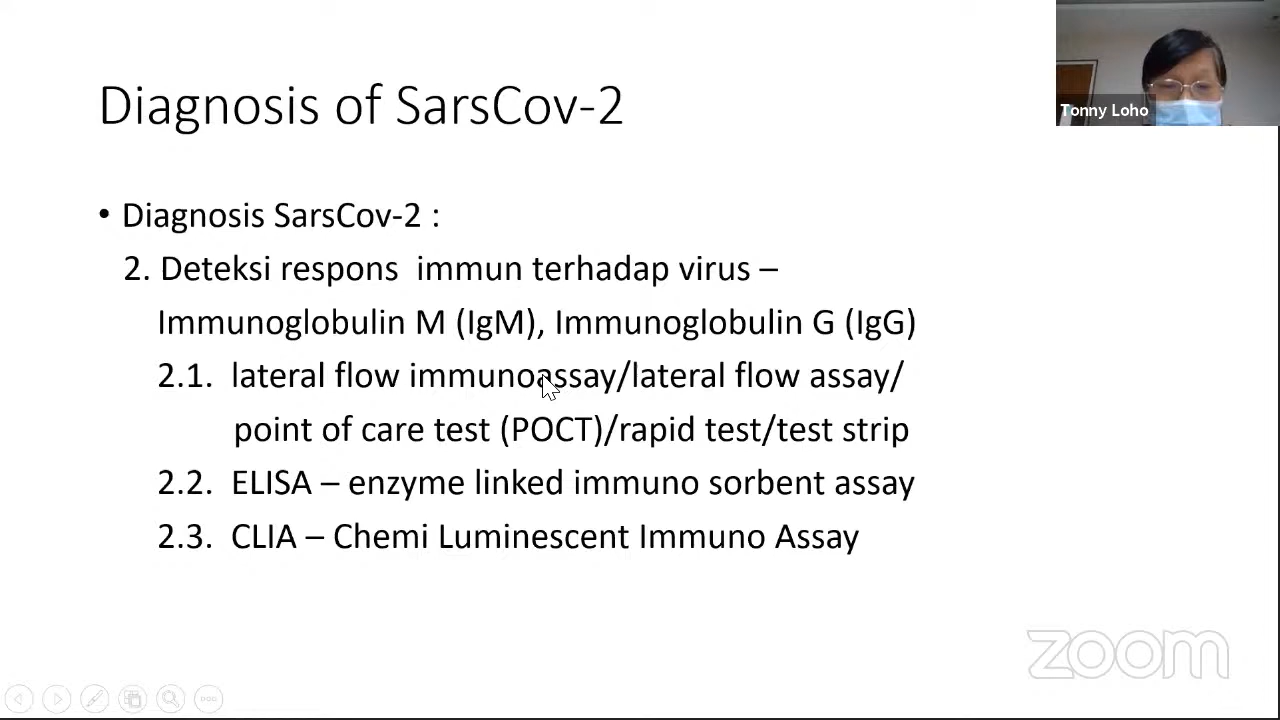 Diagnosis of SarsCov-2
Tonny Loho
• Diagnosis SarsCov-2 :
2. Deteksi respons immun terhadap virus –
Immunoglobulin M (IgM), Immunoglobulin G (IgG)
2.1. lateral flow immunoassay/lateral flow assay/
point of care test (POCT)/rapid test/test strip
2.2. ELISA – enzyme linked immuno sorbent assay
2.3. CLIA – Chemi Luminescent Immuno Assay
zoom